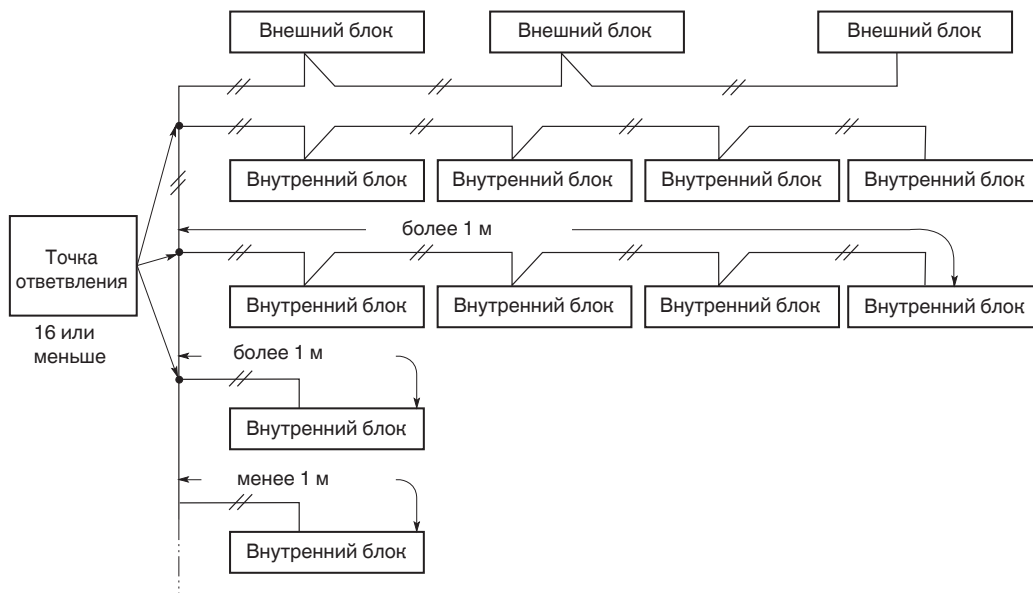 Внешний блок
Внешний блок
Внешний блок
Внутренний блок
Внутренний блок
Внутренний блок
Внутренний блок
более 1 м
Точка
ответвления
16 или
меньше
Внутренний блок
Внутренний блок
Внутренний блок
Внутренний блок
более 1 м
Внутренний блок
менее 1 м
Внутренний блок